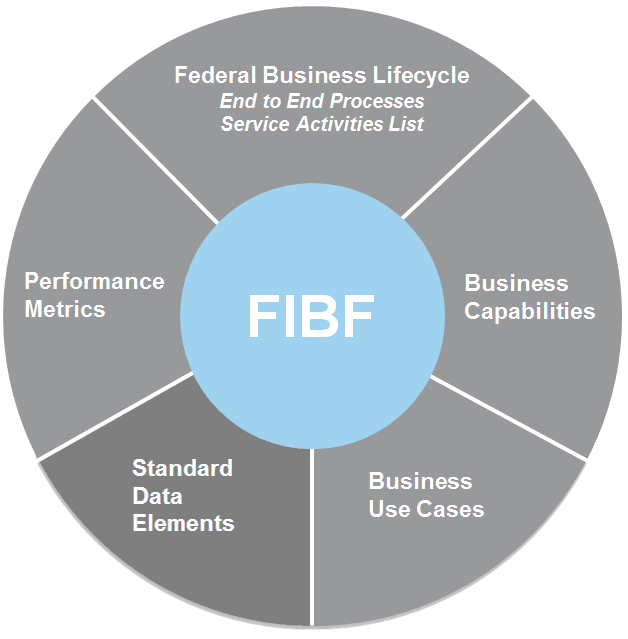 Federal Business Lifecycle
End to End Processes
Service Activities List
Performance
Metrics
FIBF
Business
Capabilities
Standard
Data
Elements
Business
Use Cases